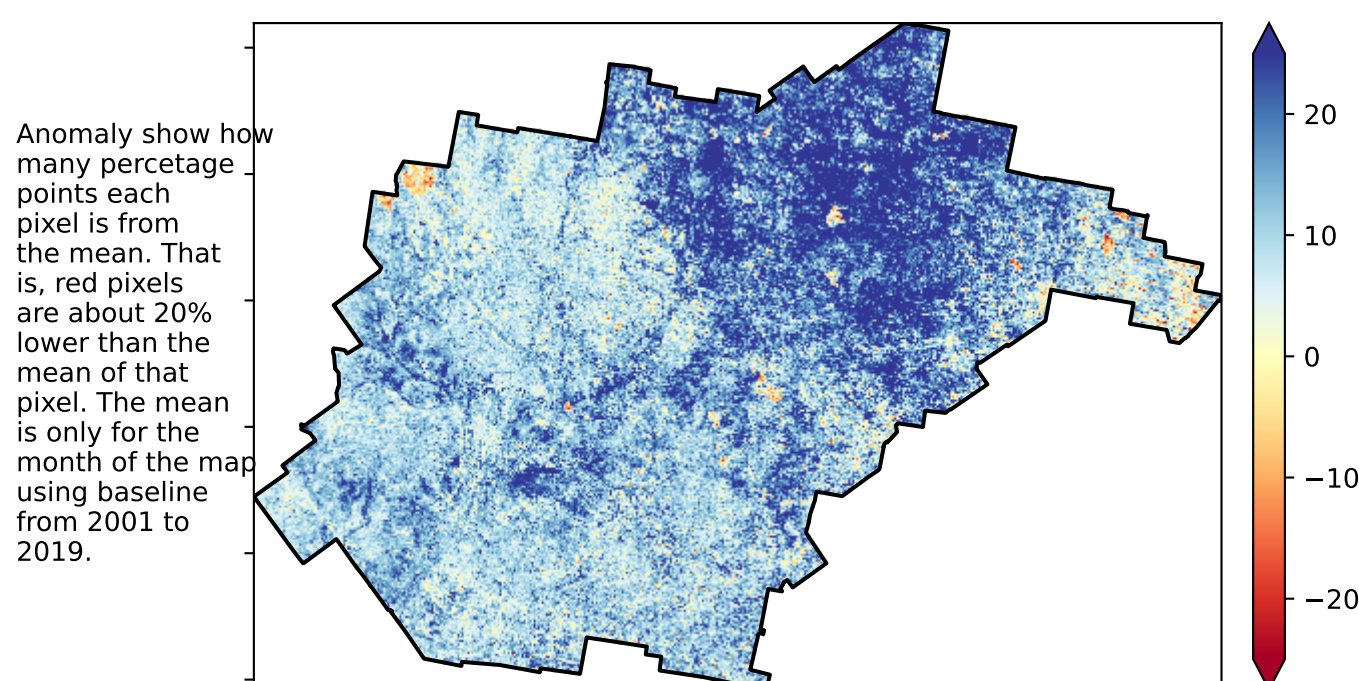 Anomaly show how
many percetage
points each
pixel is from
the mean. That
is, red pixels
are about 20%
lower than the
mean of that
pixel. The mean
is only for the
month of the map
using baseline
from 2001 to
2019.
20
10
0
−10
−20